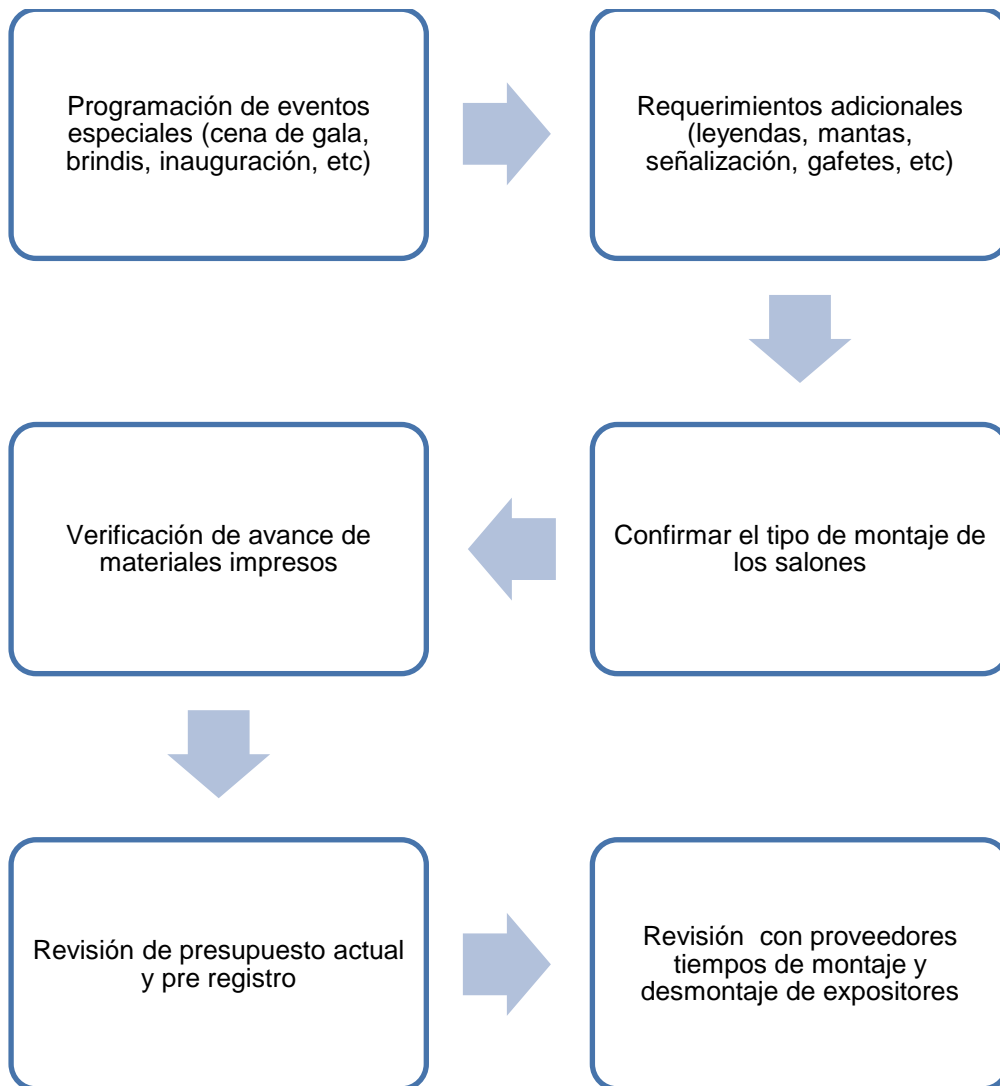 Programación de eventos
especiales (cena de gala,
brindis, inauguración, etc)
Requerimientos adicionales
(leyendas, mantas,
señalización, gafetes, etc)
Confirmar el tipo de montaje de
los salones
Verificación de avance de
materiales impresos
Revisión de presupuesto actual
y pre registro
Revisión  con proveedores
tiempos de montaje y
desmontaje de expositores